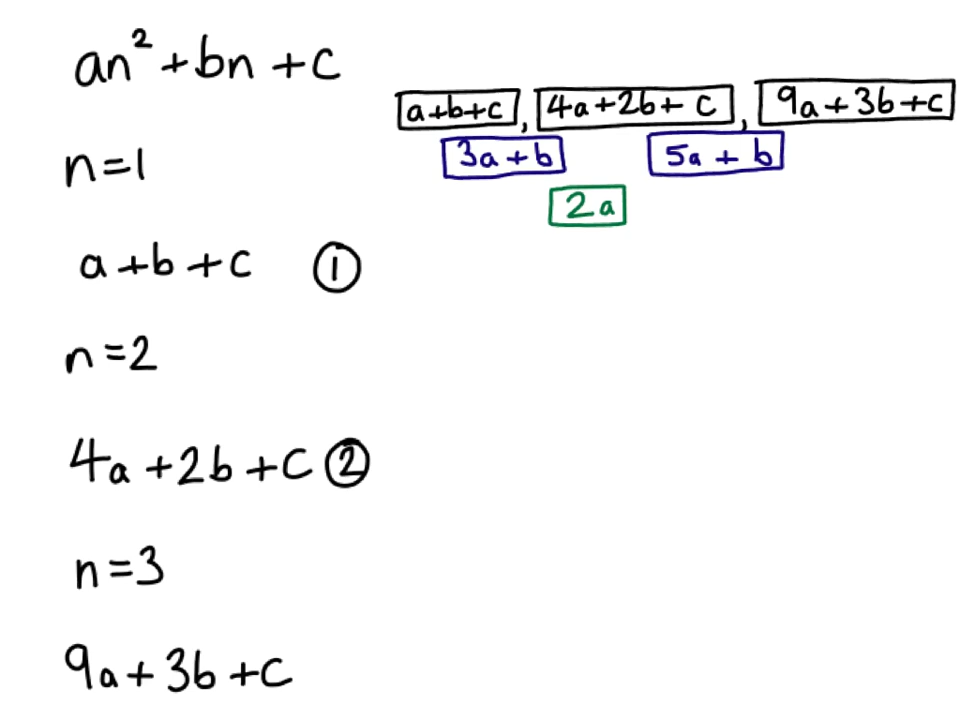 an² + bn + c
a+b+c, 4a+2b+ c, 9a+3b+c
3a+b 5a + b
2a
n=1
a+b+c ①
n=2
4a+2b+c ②
n=3
9a+3b+c